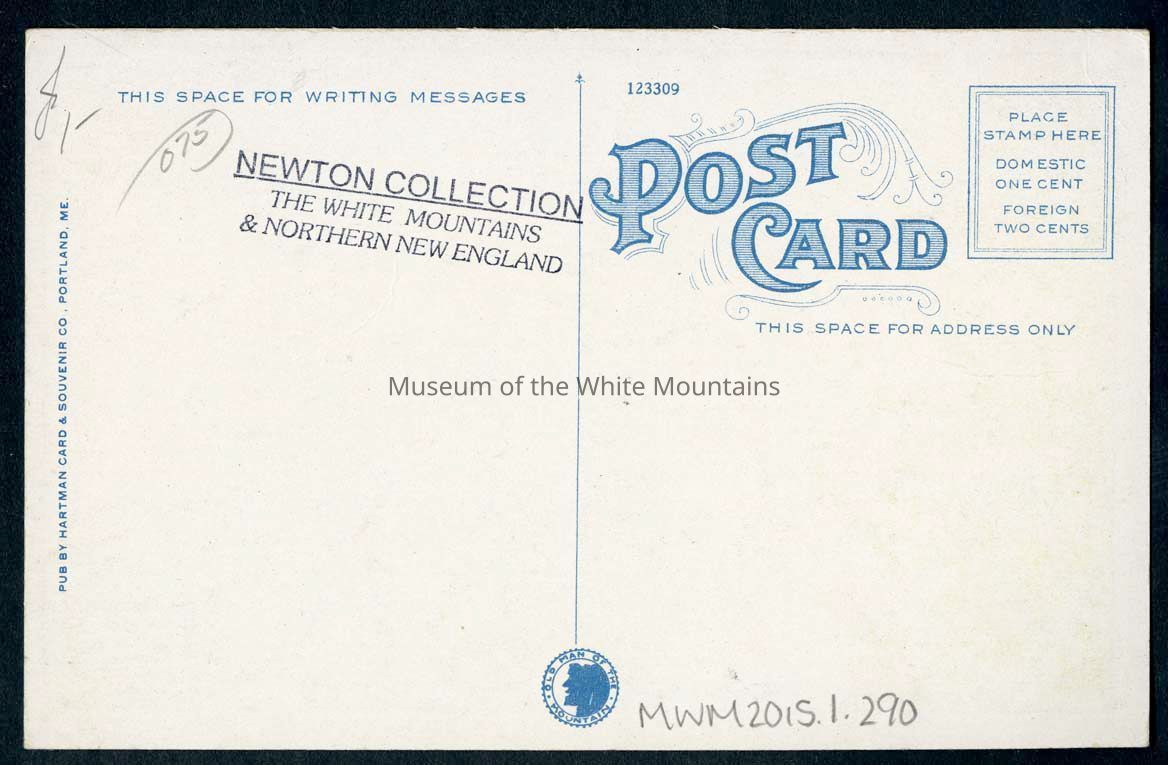 THIS SPACE FOR WRITING MESSAGES
075
NEWTON COLLECTION
THE WHITE MOUNTAINS
& NORTHERN NEW ENGLAND
PUB BY HARTMAN CARD & SOUVENIR CO., PORTLAND, ME.
123309
POST
CARD
PLACE
STAMP HERE
DOMESTIC
ONE CENT
FOREIGN
TWO CENTS
THIS SPACE FOR ADDRESS ONLY
Museum of the White Mountains
OLD MAN OF THE MOUNTAIN
MWM2015.1.290